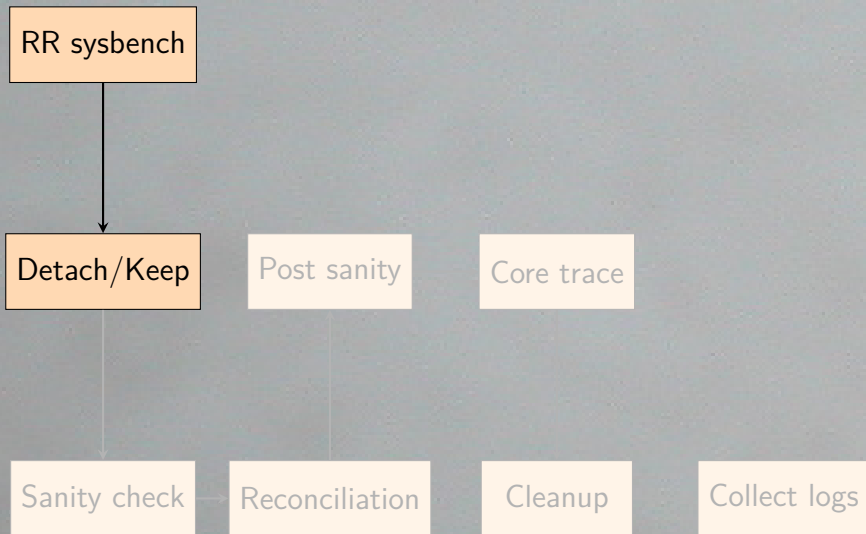 RR sysbench
Detach/Keep
Post sanity
Core trace
Sanity check
Reconciliation
Cleanup
Collect logs